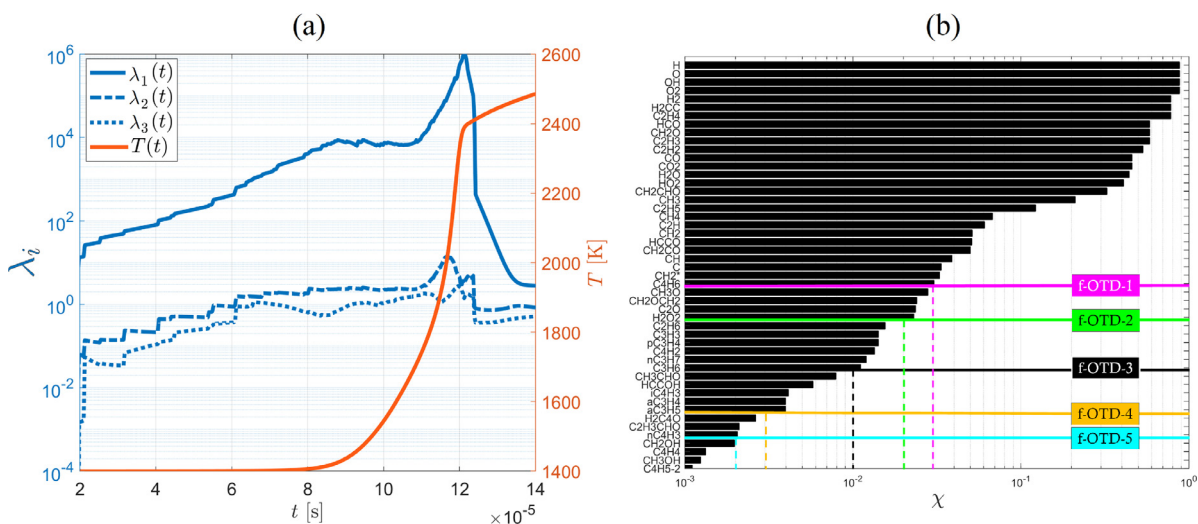 (a)
10^6
10^4
10^2
10^0
10^-2
10^-4
λ_i
λ_1(t)
λ_2(t)
λ_3(t)
T(t)
2600
2400
2200
2000
1800
1600
1400
T [K]
2
4
6
8
10
12
14
t [s]
×10^-5
(b)
H
O
OH
O2
H2
H2CC
C2H4
HCO
CH2O
C2H3
C2H2
CO
CO2
H2O
HO2
CH2CHO
CH3
C2H5
CH4
C2H
CH2
HCCO
CH2CO
CH
C
CH2*
C4H6
CH3O
CH2OCH2
C2O
H2O2
C2H6
C3H3
pC3H4
C4H2
nC3H7
C3H6
CH3CHO
HCCOH
iC4H3
aC3H4
aC3H5
H2C4O
C2H3CHO
nC4H3
CH2OH
C4H4
CH3OH
C4H5-2
f-OTD-1
f-OTD-2
f-OTD-3
f-OTD-4
f-OTD-5
10^-3
10^-2
10^-1
10^0
χ